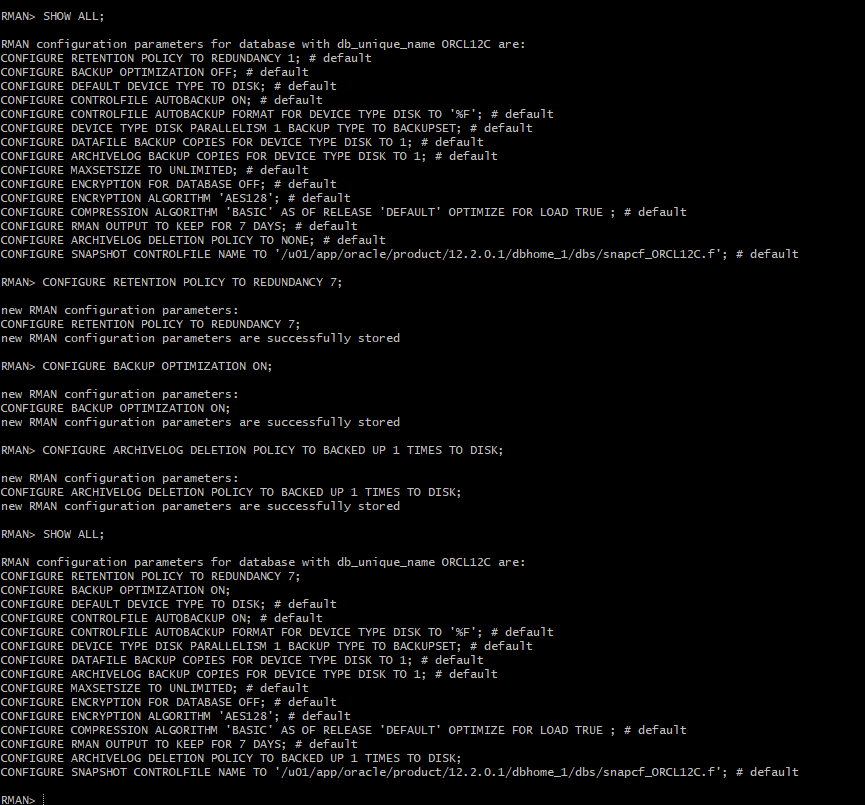 RMAN> SHOW ALL;
RMAN configuration parameters for database with db_unique_name ORCL12C are:
CONFIGURE RETENTION POLICY TO REDUNDANCY 1; # default
CONFIGURE BACKUP OPTIMIZATION OFF; # default
CONFIGURE DEFAULT DEVICE TYPE TO DISK; # default
CONFIGURE CONTROLFILE AUTOBACKUP ON; # default
CONFIGURE CONTROLFILE AUTOBACKUP FORMAT FOR DEVICE TYPE DISK TO '%F'; # default
CONFIGURE DEVICE TYPE DISK PARALLELISM 1 BACKUP TYPE TO BACKUPSET; # default
CONFIGURE DATAFILE BACKUP COPIES FOR DEVICE TYPE DISK TO 1; # default
CONFIGURE ARCHIVELOG BACKUP COPIES FOR DEVICE TYPE DISK TO 1; # default
CONFIGURE MAXSETSIZE TO UNLIMITED; # default
CONFIGURE ENCRYPTION FOR DATABASE OFF; # default
CONFIGURE ENCRYPTION ALGORITHM 'AES128'; # default
CONFIGURE COMPRESSION ALGORITHM 'BASIC' AS OF RELEASE 'DEFAULT' OPTIMIZE FOR LOAD TRUE ; # default
CONFIGURE RMAN OUTPUT TO KEEP FOR 7 DAYS; # default
CONFIGURE ARCHIVELOG DELETION POLICY TO NONE; # default
CONFIGURE SNAPSHOT CONTROLFILE NAME TO '/u01/app/oracle/product/12.2.0.1/dbhome_1/dbs/snapcf_ORCL12C.f'; # default
RMAN> CONFIGURE RETENTION POLICY TO REDUNDANCY 7;
new RMAN configuration parameters:
CONFIGURE RETENTION POLICY TO REDUNDANCY 7;
new RMAN configuration parameters are successfully stored
RMAN> CONFIGURE BACKUP OPTIMIZATION ON;
new RMAN configuration parameters:
CONFIGURE BACKUP OPTIMIZATION ON;
new RMAN configuration parameters are successfully stored
RMAN> CONFIGURE ARCHIVELOG DELETION POLICY TO BACKED UP 1 TIMES TO DISK;
new RMAN configuration parameters:
CONFIGURE ARCHIVELOG DELETION POLICY TO BACKED UP 1 TIMES TO DISK;
new RMAN configuration parameters are successfully stored
RMAN> SHOW ALL;
RMAN configuration parameters for database with db_unique_name ORCL12C are:
CONFIGURE RETENTION POLICY TO REDUNDANCY 7;
CONFIGURE BACKUP OPTIMIZATION ON;
CONFIGURE DEFAULT DEVICE TYPE TO DISK; # default
CONFIGURE CONTROLFILE AUTOBACKUP ON; # default
CONFIGURE CONTROLFILE AUTOBACKUP FORMAT FOR DEVICE TYPE DISK TO '%F'; # default
CONFIGURE DEVICE TYPE DISK PARALLELISM 1 BACKUP TYPE TO BACKUPSET; # default
CONFIGURE DATAFILE BACKUP COPIES FOR DEVICE TYPE DISK TO 1; # default
CONFIGURE ARCHIVELOG BACKUP COPIES FOR DEVICE TYPE DISK TO 1; # default
CONFIGURE MAXSETSIZE TO UNLIMITED; # default
CONFIGURE ENCRYPTION FOR DATABASE OFF; # default
CONFIGURE ENCRYPTION ALGORITHM 'AES128'; # default
CONFIGURE COMPRESSION ALGORITHM 'BASIC' AS OF RELEASE 'DEFAULT' OPTIMIZE FOR LOAD TRUE ; # default
CONFIGURE RMAN OUTPUT TO KEEP FOR 7 DAYS; # default
CONFIGURE ARCHIVELOG DELETION POLICY TO BACKED UP 1 TIMES TO DISK;
CONFIGURE SNAPSHOT CONTROLFILE NAME TO '/u01/app/oracle/product/12.2.0.1/dbhome_1/dbs/snapcf_ORCL12C.f'; # default
RMAN>